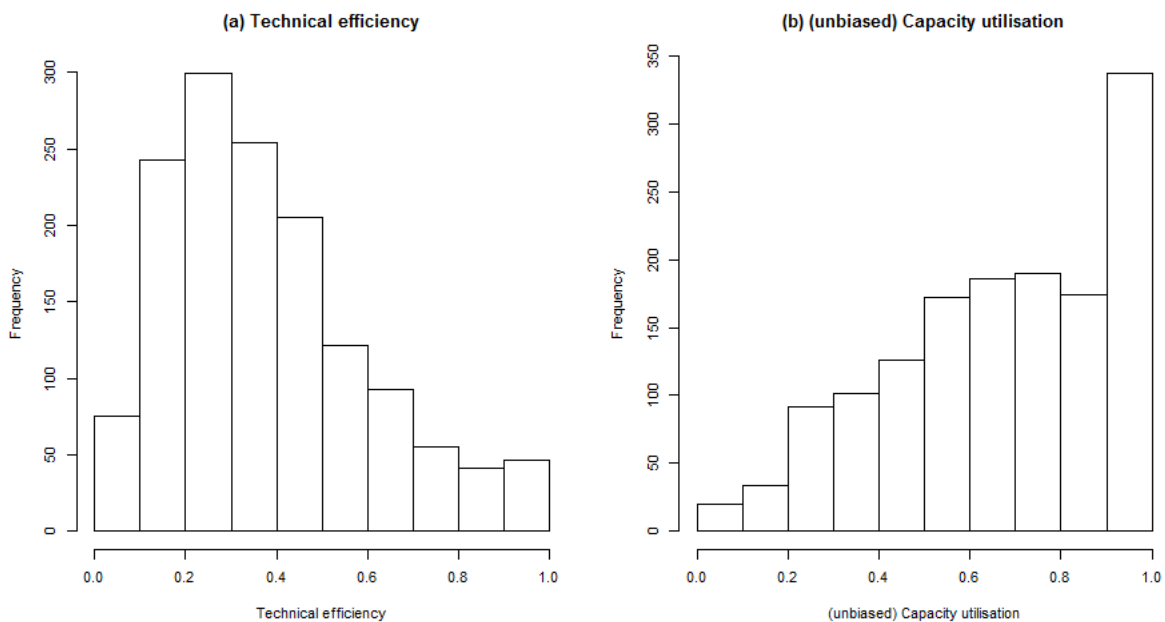 (a) Technical efficiency
Frequency
300
250
200
150
100
50
0
0.0 0.2 0.4 0.6 0.8 1.0
Technical efficiency
(b) (unbiased) Capacity utilisation
Frequency
350
300
250
200
150
100
50
0
0.0 0.2 0.4 0.6 0.8 1.0
(unbiased) Capacity utilisation